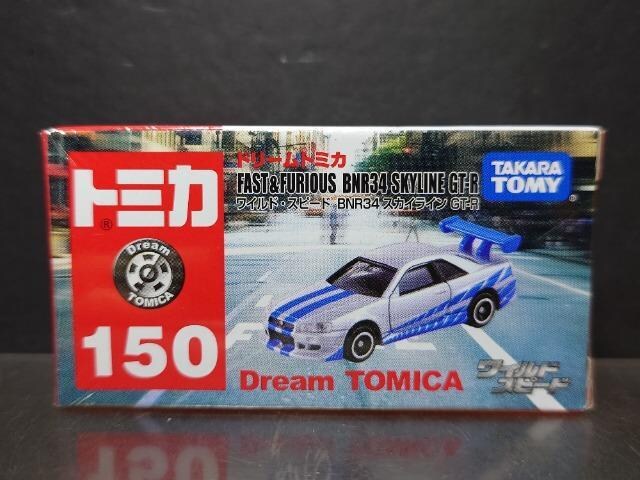 トミカ
®
Dream
TOMICA
150
ドリームトミカ
FAST&FURIOUS BNR34 SKYLINE GT-R
ワイルド・スピード BNR34 スカイライン GT-R
TAKARA
TOMY
Dream TOMICA
ワイルド
スピード